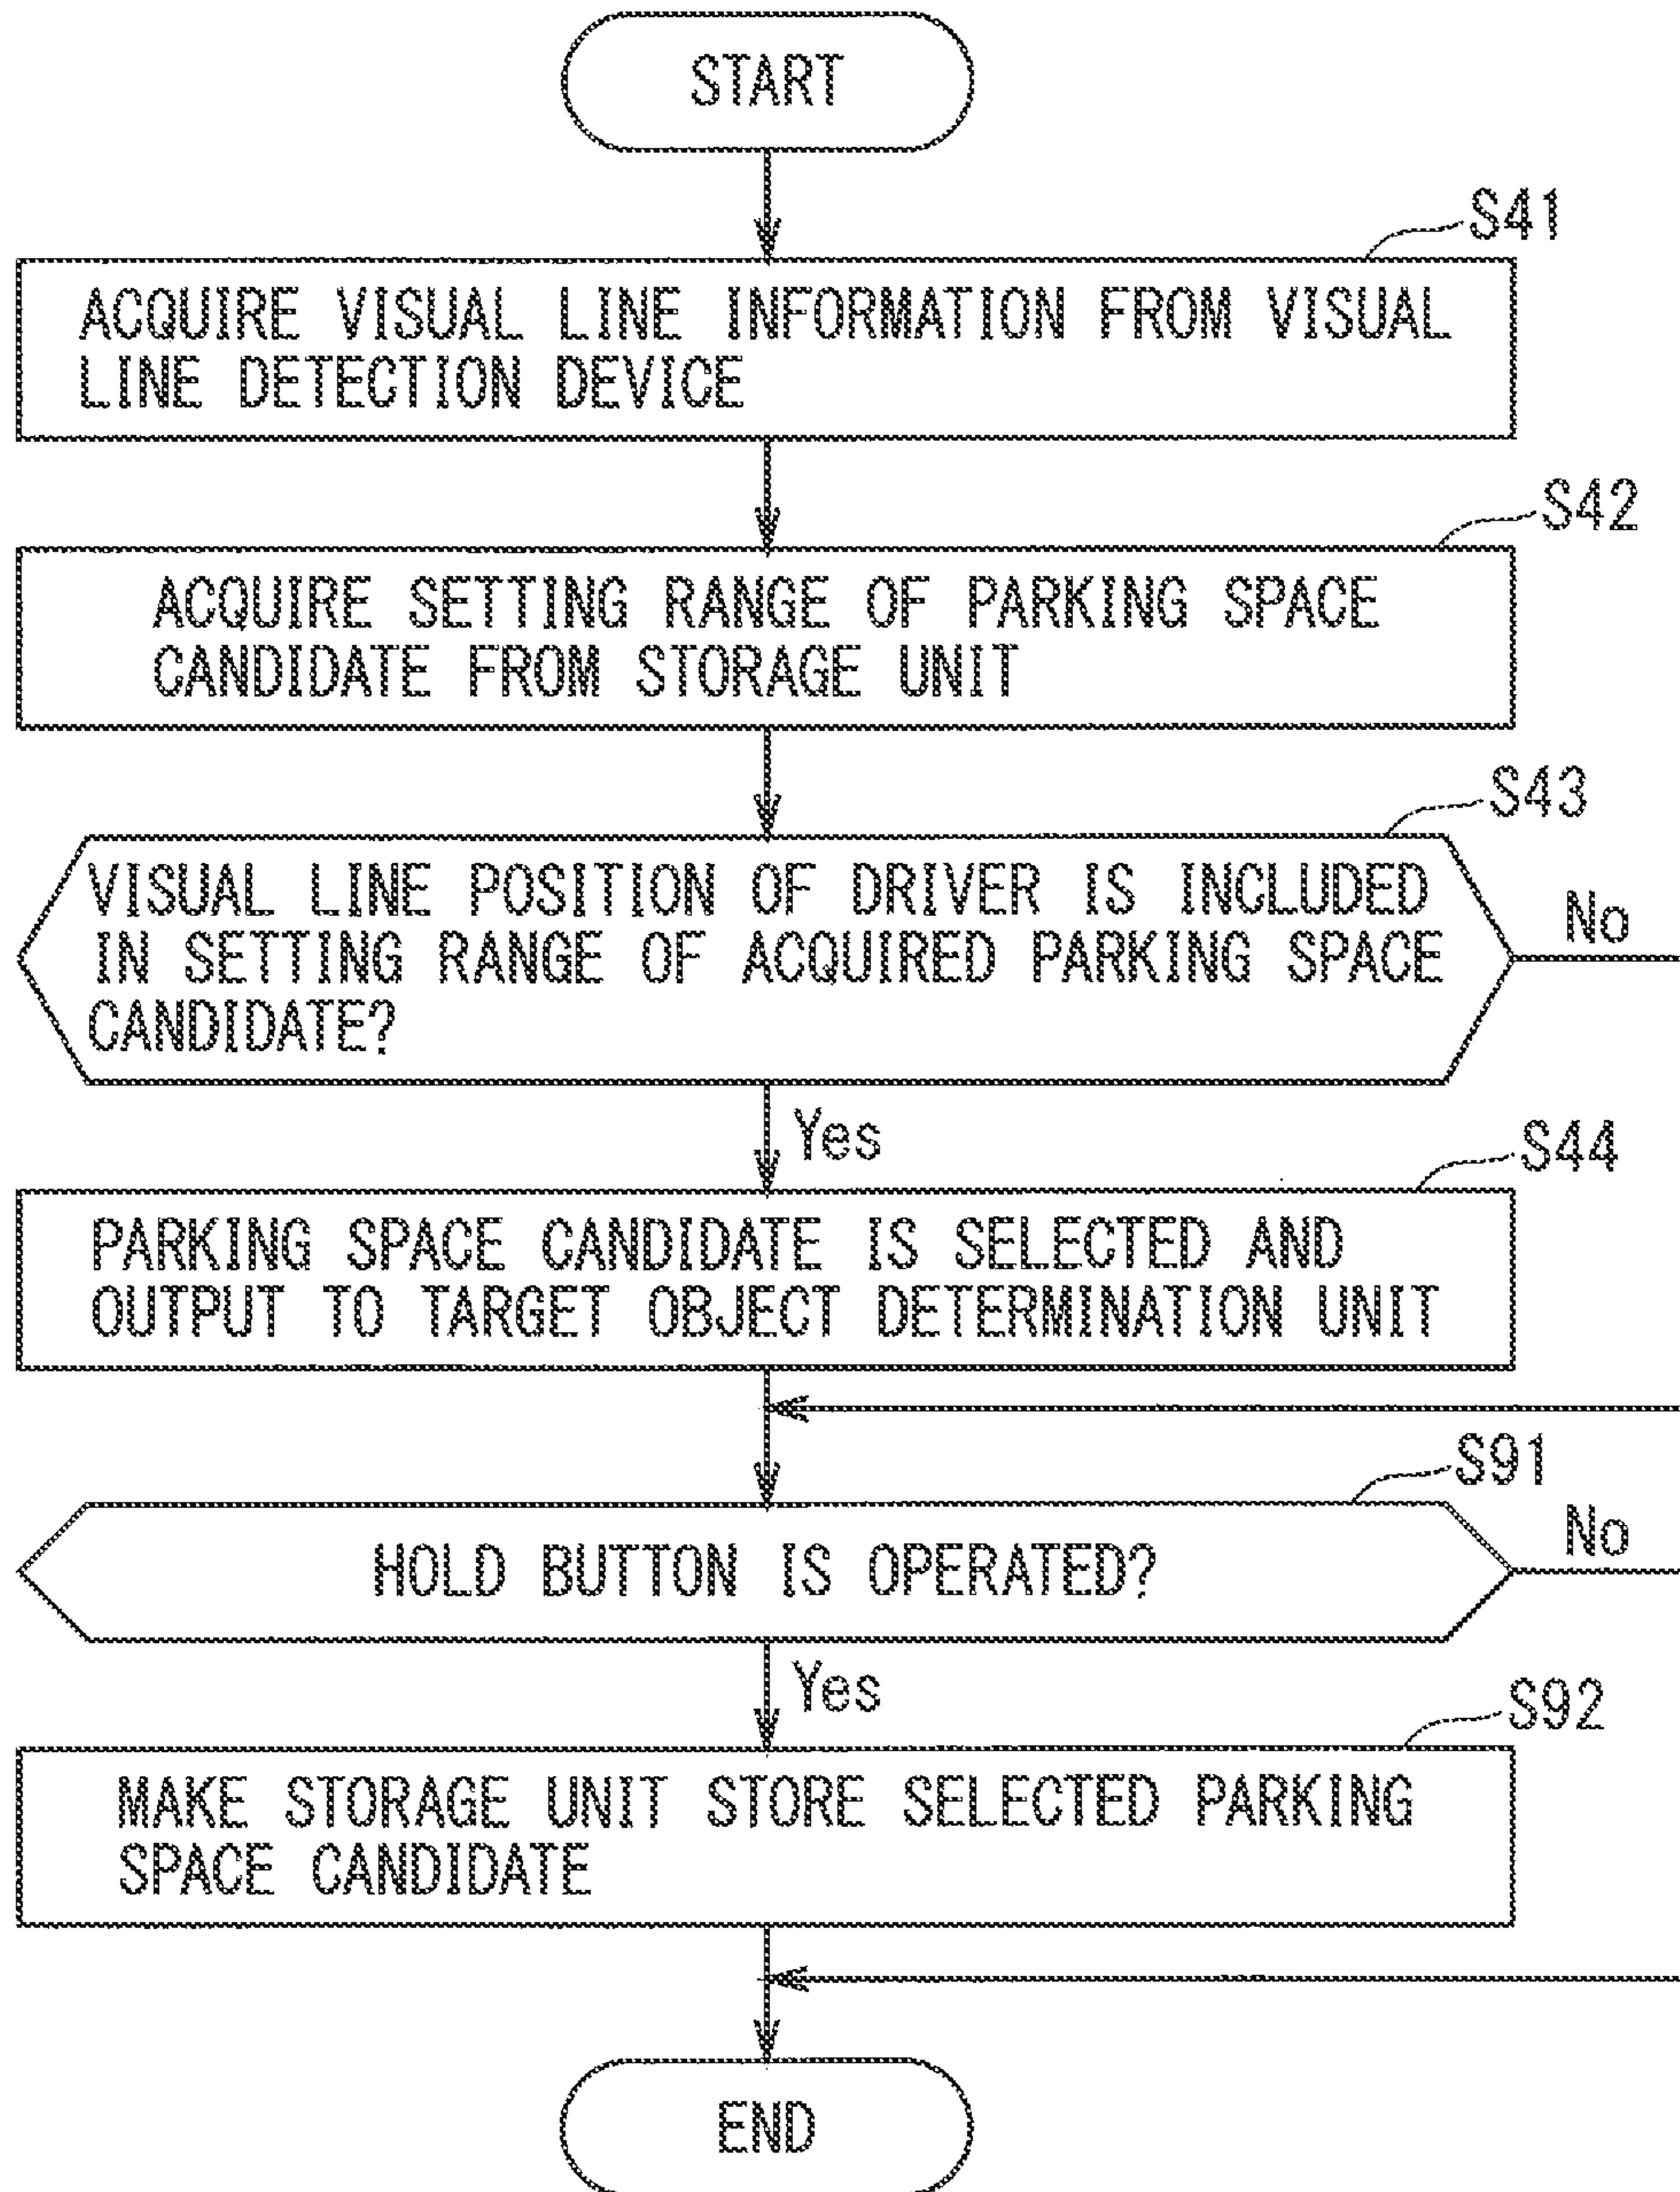 START
S41
ACQUIRE VISUAL LINE INFORMATION FROM VISUAL
LINE DETECTION DEVICE
S42
ACQUIRE SETTING RANGE OF PARKING SPACE
CANDIDATE FROM STORAGE UNIT
S43
VISUAL LINE POSITION OF DRIVER IS INCLUDED
IN SETTING RANGE OF ACQUIRED PARKING SPACE
CANDIDATE?
No
Yes
S44
PARKING SPACE CANDIDATE IS SELECTED AND
OUTPUT TO TARGET OBJECT DETERMINATION UNIT
S91
HOLD BUTTON IS OPERATED?
No
Yes
S92
MAKE STORAGE UNIT STORE SELECTED PARKING
SPACE CANDIDATE
END